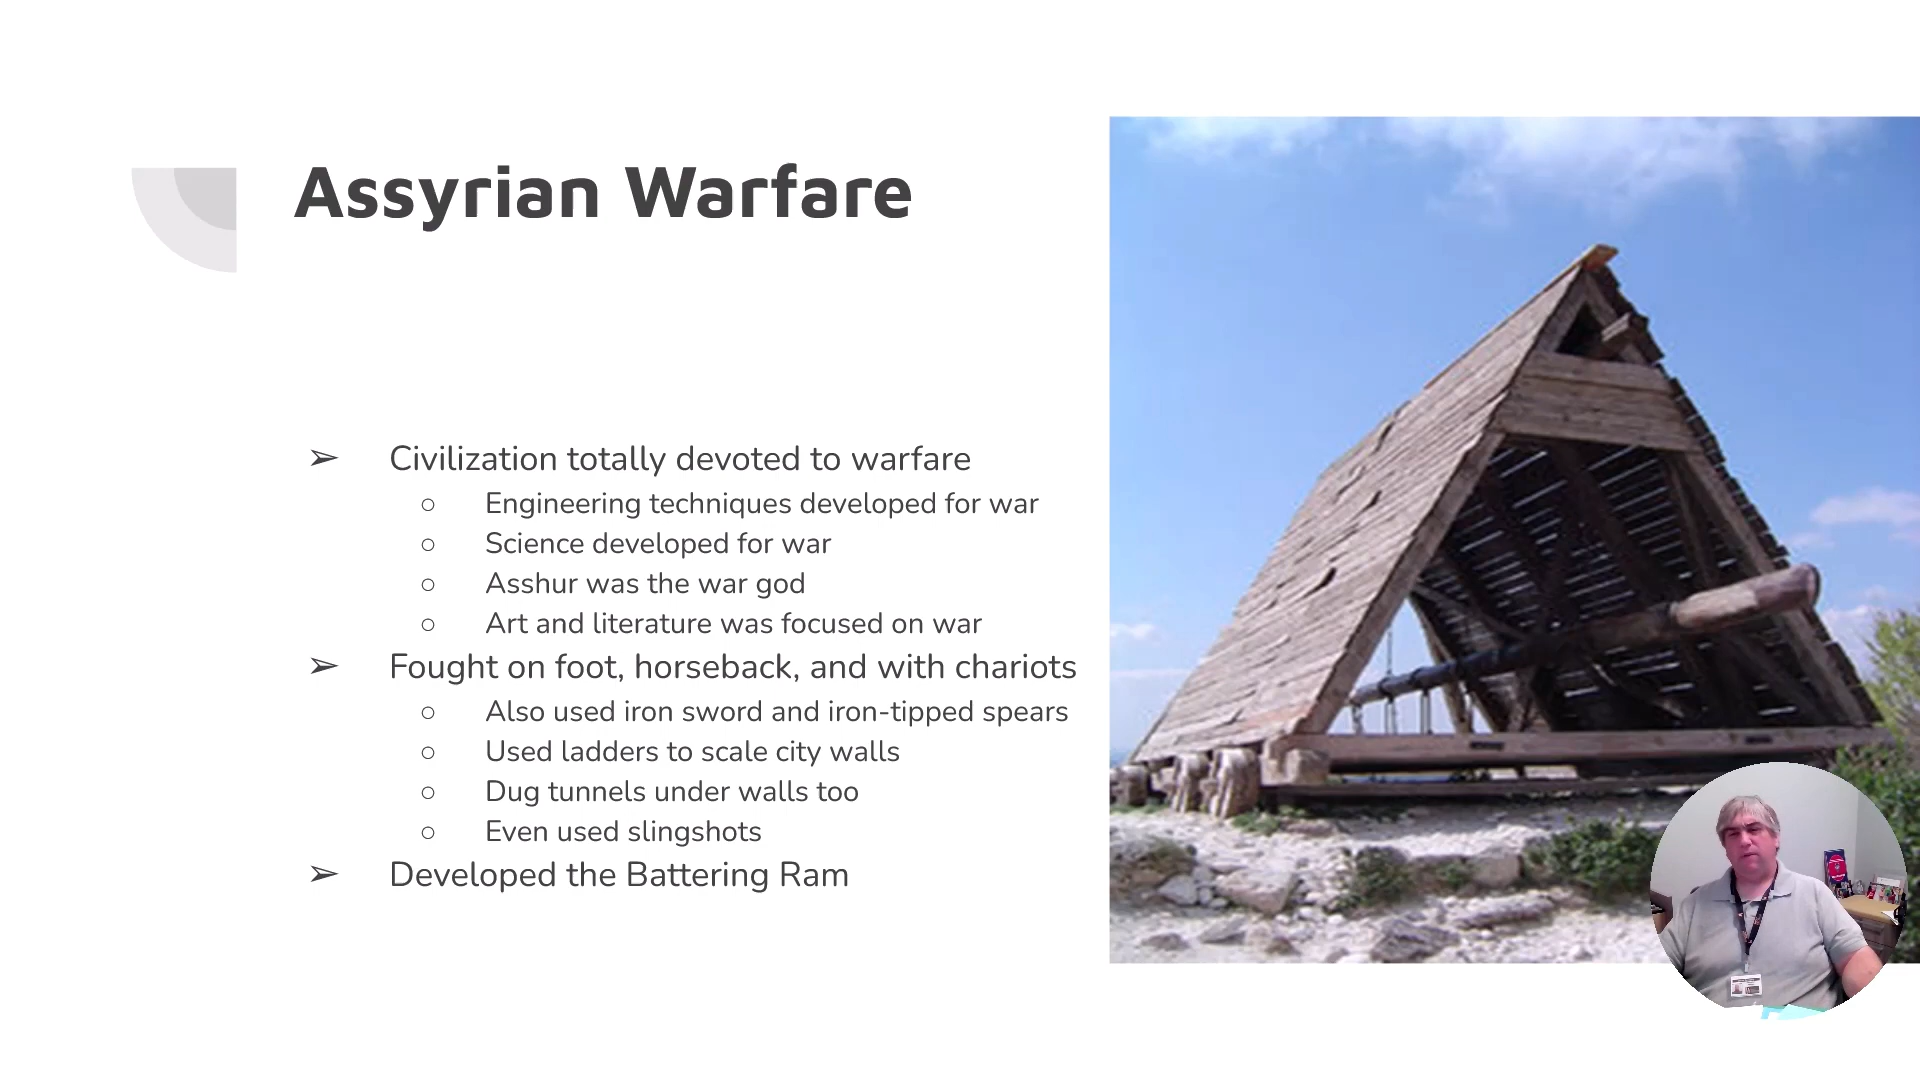 Assyrian Warfare
➢ Civilization totally devoted to warfare
○ Engineering techniques developed for war
○ Science developed for war
○ Asshur was the war god
○ Art and literature was focused on war
➢ Fought on foot, horseback, and with chariots
○ Also used iron sword and iron-tipped spears
○ Used ladders to scale city walls
○ Dug tunnels under walls too
○ Even used slingshots
➢ Developed the Battering Ram